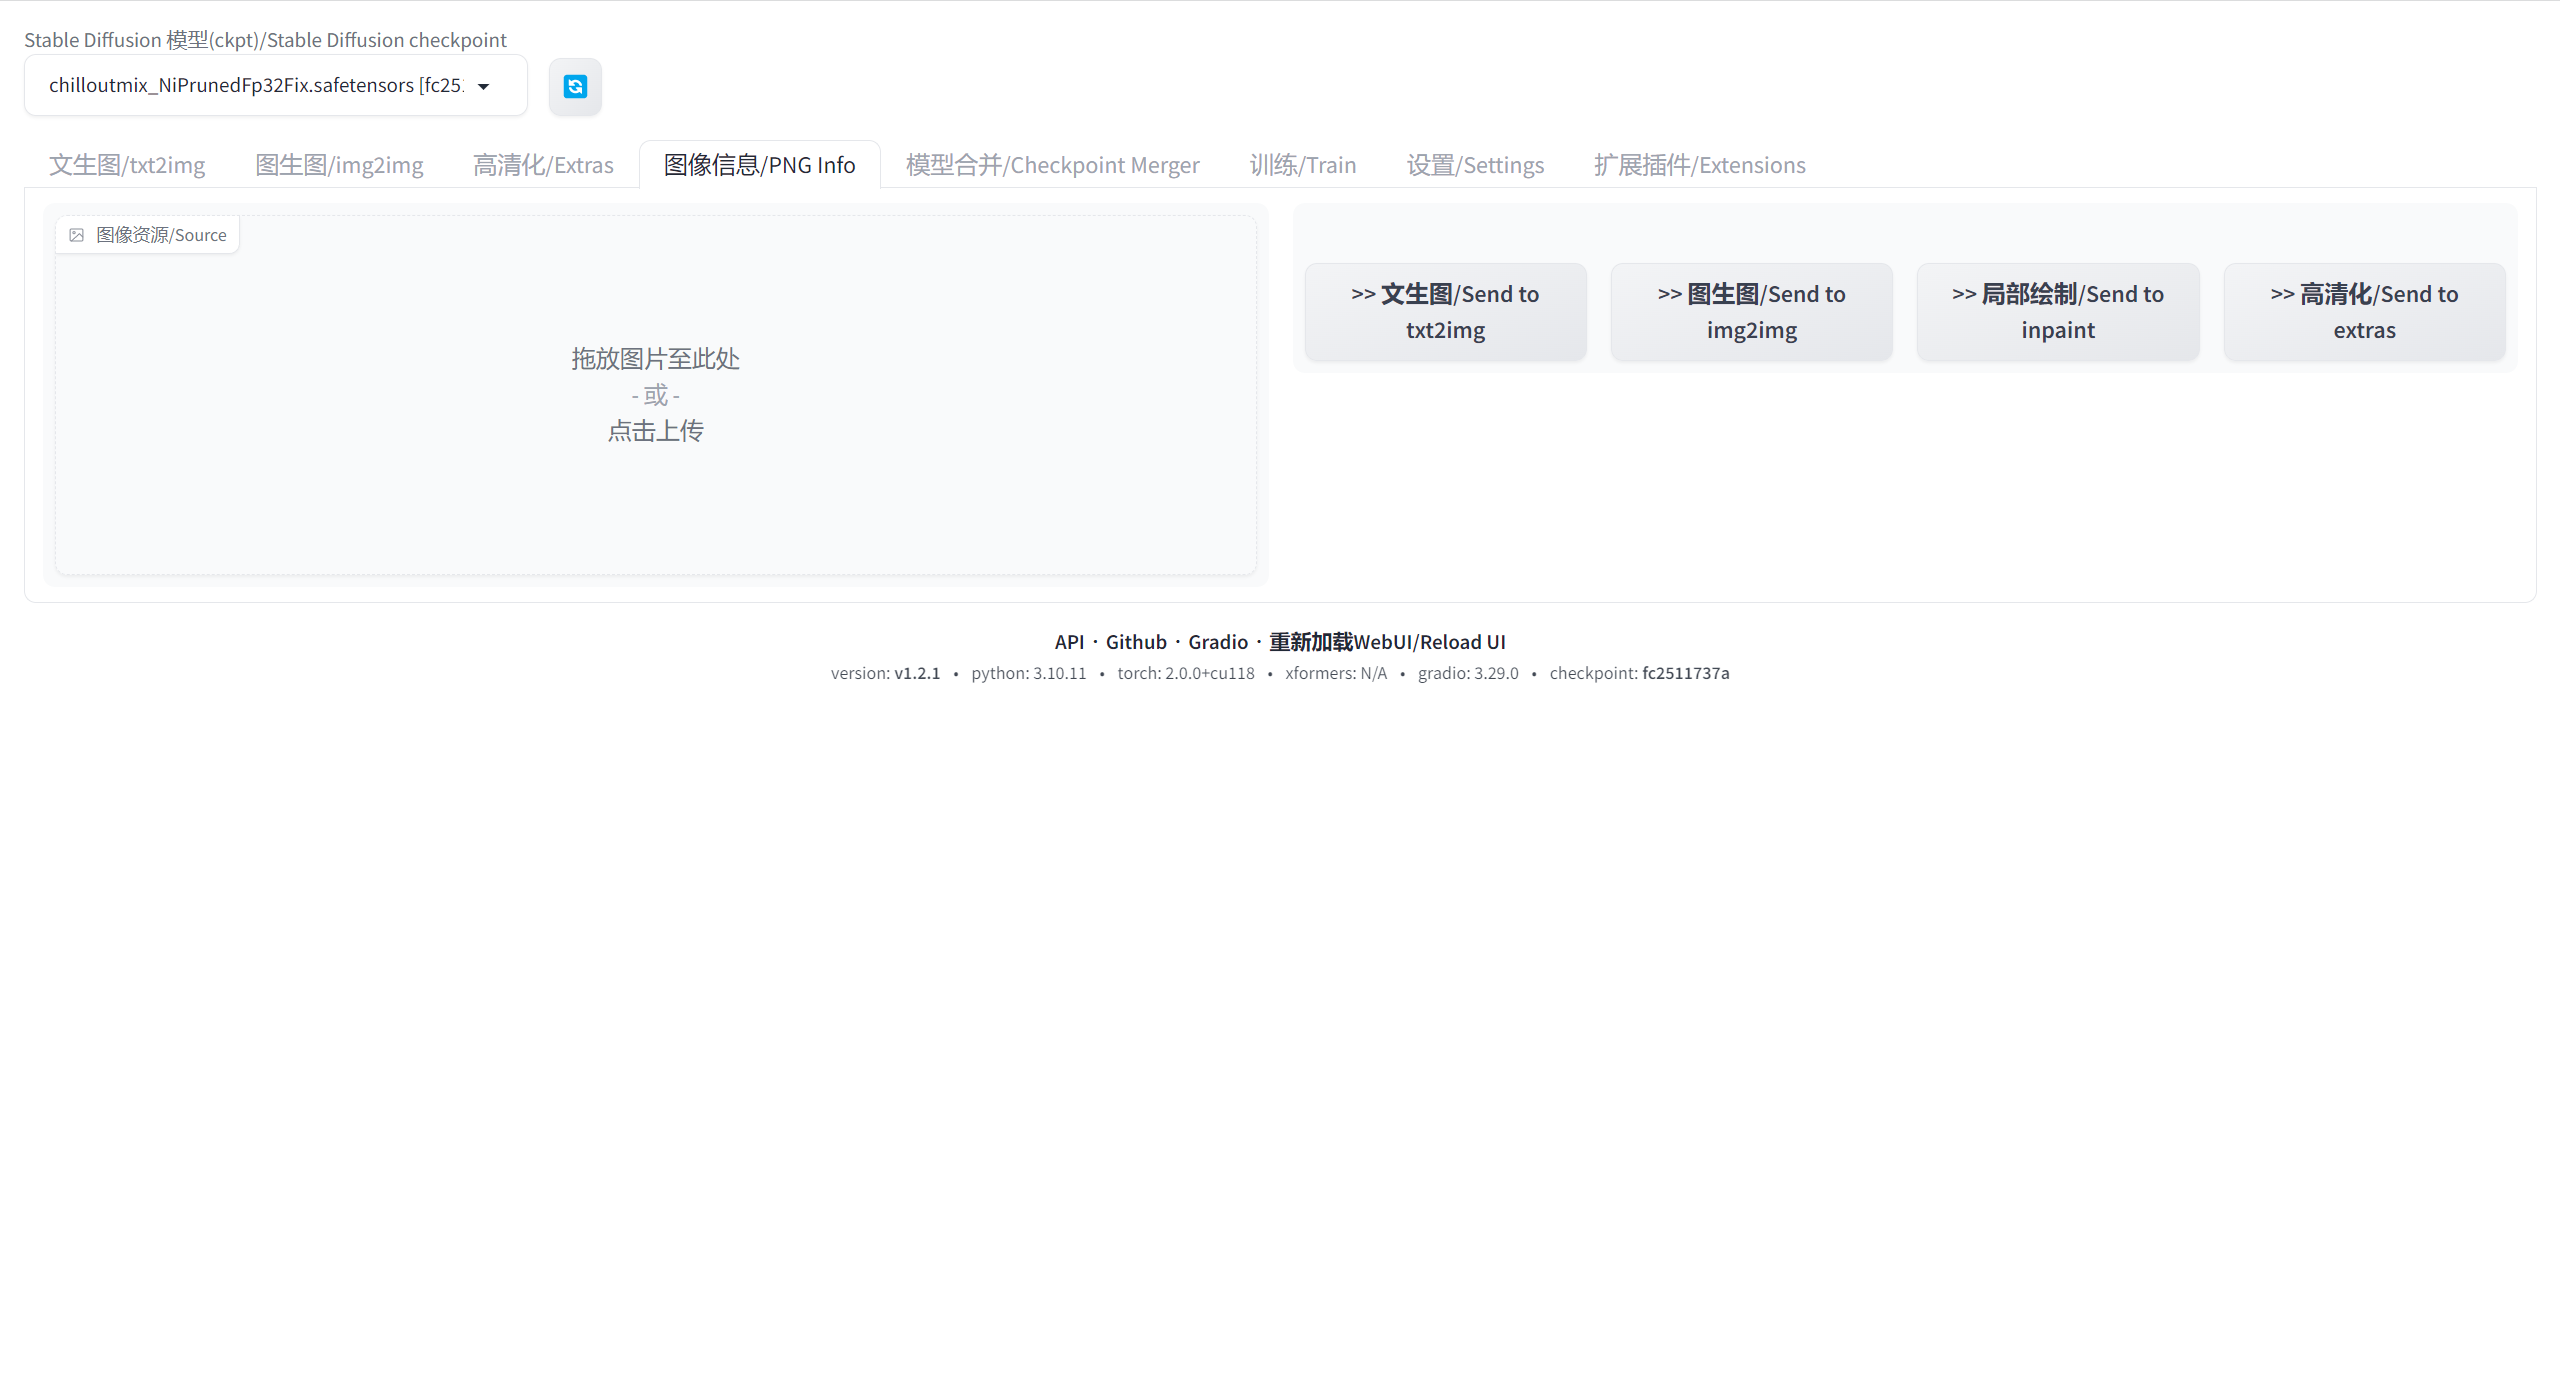 Stable Diffusion 模型(ckpt)/Stable Diffusion checkpoint
chilloutmix_NiPrunedFp32Fix.safetensors [fc251
文生图/txt2img
图生图/img2img
高清化/Extras
图像信息/PNG Info
模型合并/Checkpoint Merger
训练/Train
设置/Settings
扩展插件/Extensions
图像资源/Source
拖放图片至此处
- 或 -
点击上传
>> 文生图/Send to
txt2img
>> 图生图/Send to
img2img
>> 局部绘制/Send to
inpaint
>> 高清化/Send to
extras
API · Github · Gradio · 重新加载WebUI/Reload UI
version: v1.2.1 • python: 3.10.11 • torch: 2.0.0+cu118 • xformers: N/A • gradio: 3.29.0 • checkpoint: fc2511737a